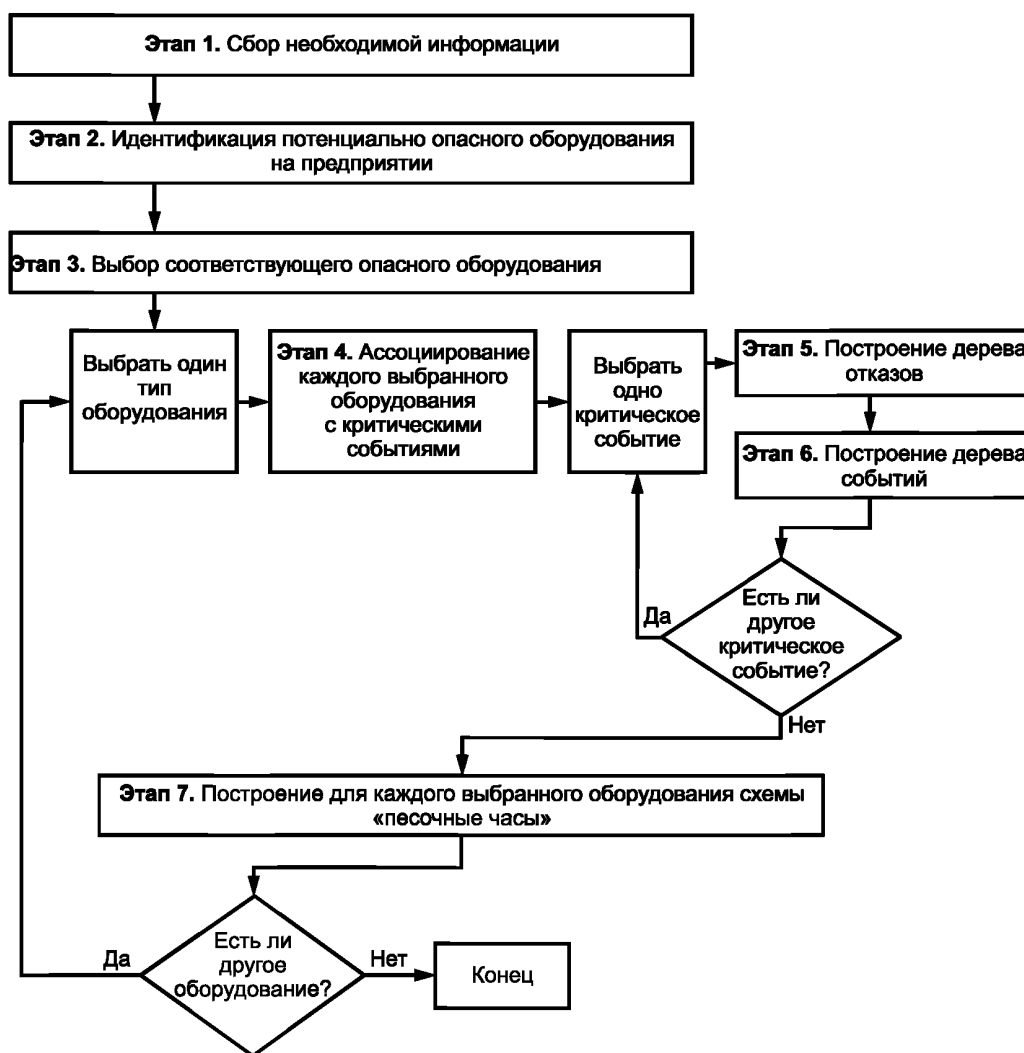 Этап 1. Сбор необходимой информации
Этап 2. Идентификация потенциально опасного оборудования
на предприятии
Этап 3. Выбор соответствующего опасного оборудования
Выбрать один
тип
оборудования
Этап 4. Ассоциирование
каждого выбранного
оборудования
с критическими
событиями
Выбрать
одно
критическое
событие
Этап 5. Построение дерева
отказов
Этап 6. Построение дерева
событий
Есть ли
другое
критическое
событие?
Да
Нет
Этап 7. Построение для каждого выбранного оборудования схемы
«песочные часы»
Есть ли
другое
оборудование?
Да
Нет
Конец